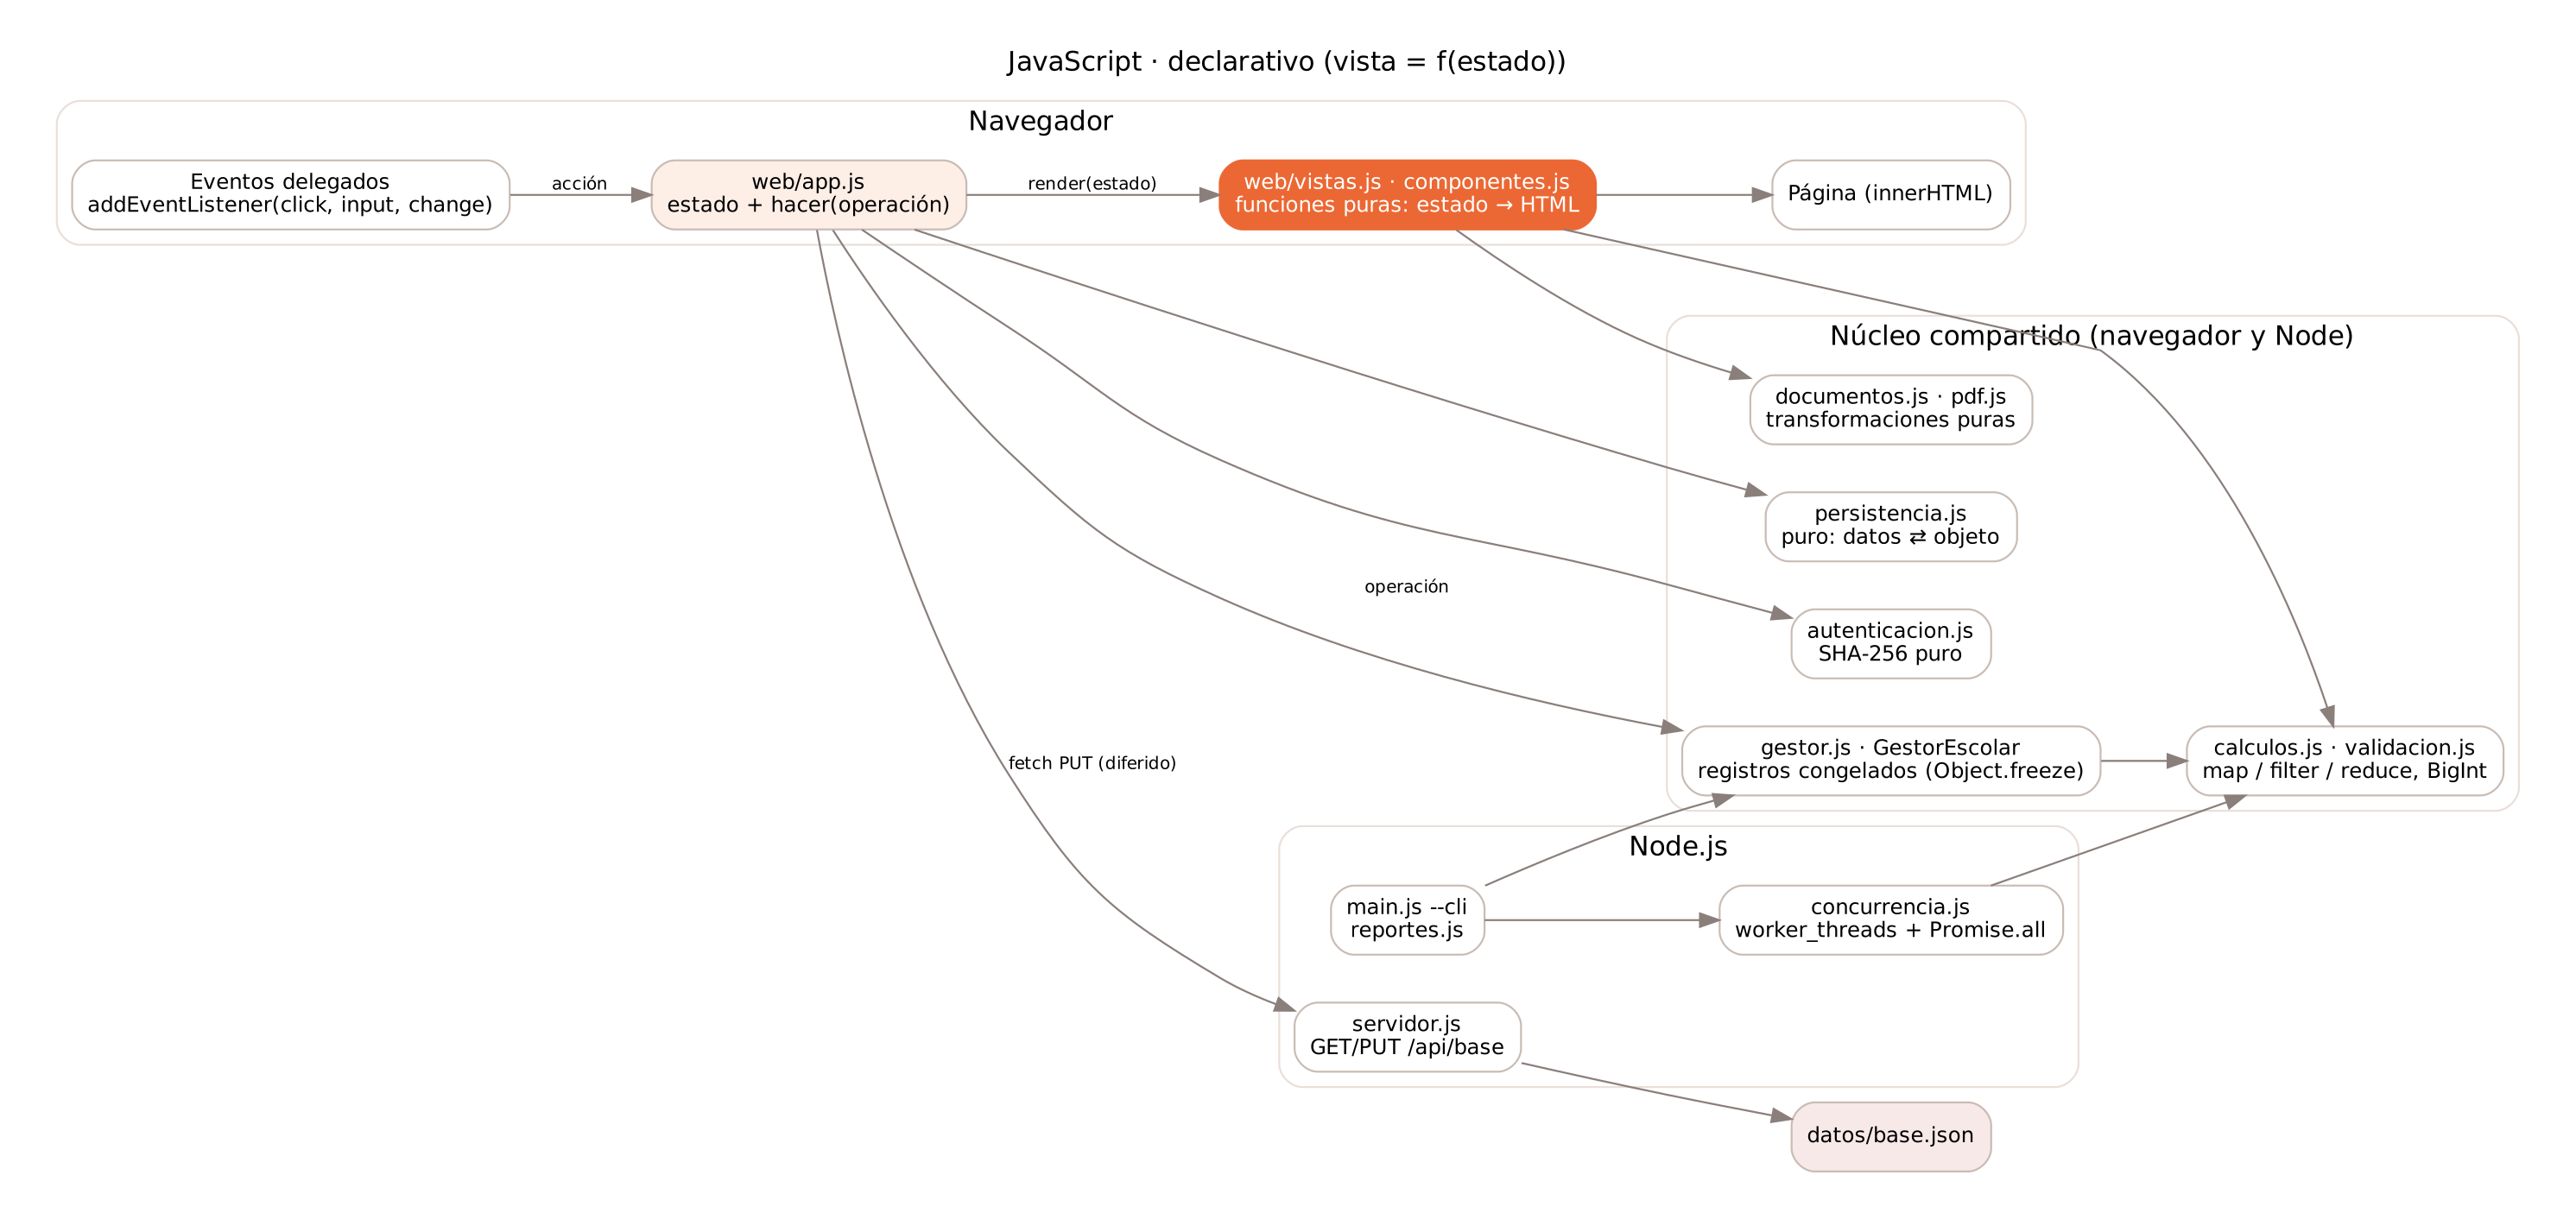 JavaScript · declarativo (vista = f(estado))
Navegador
Eventos delegados
addEventListener(click, input, change)
acción
web/app.js
estado + hacer(operación)
render(estado)
web/vistas.js · componentes.js
funciones puras: estado → HTML
Página (innerHTML)
Núcleo compartido (navegador y Node)
documentos.js · pdf.js
transformaciones puras
persistencia.js
puro: datos ⇄ objeto
operación
autenticacion.js
SHA-256 puro
gestor.js · GestorEscolar
registros congelados (Object.freeze)
calculos.js · validacion.js
map / filter / reduce, BigInt
fetch PUT (diferido)
Node.js
main.js --cli
reportes.js
concurrencia.js
worker_threads + Promise.all
servidor.js
GET/PUT /api/base
datos/base.json